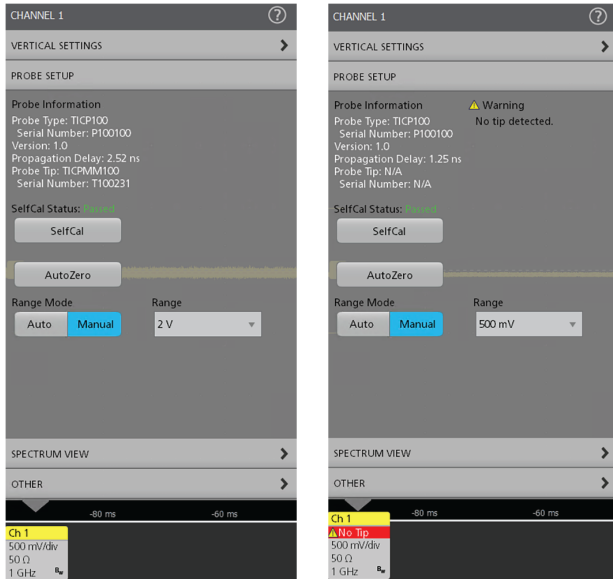 CHANNEL 1
?
VERTICAL SETTINGS
PROBE SETUP
Probe Information
Probe Type: TICP100
Serial Number: P100100
Version: 1.0
Propagation Delay: 2.52 ns
Probe Tip: TICPMM100
Serial Number: T100231
SelfCal Status: Passed
SelfCal
AutoZero
Range Mode
Range
Auto
Manual
2 V
SPECTRUM VIEW
OTHER
-80 ms
-60 ms
Ch 1
500 mV/div
50 Ω
1 GHz
Bw
CHANNEL 1
?
VERTICAL SETTINGS
PROBE SETUP
Probe Information
Warning
Probe Type: TICP100
No tip detected.
Serial Number: P100100
Version: 1.0
Propagation Delay: 1.25 ns
Probe Tip: N/A
Serial Number: N/A
SelfCal Status: Passed
SelfCal
AutoZero
Range Mode
Range
Auto
Manual
500 mV
SPECTRUM VIEW
OTHER
-80 ms
-60 ms
Ch 1
No Tip
500 mV/div
50 Ω
1 GHz
Bw